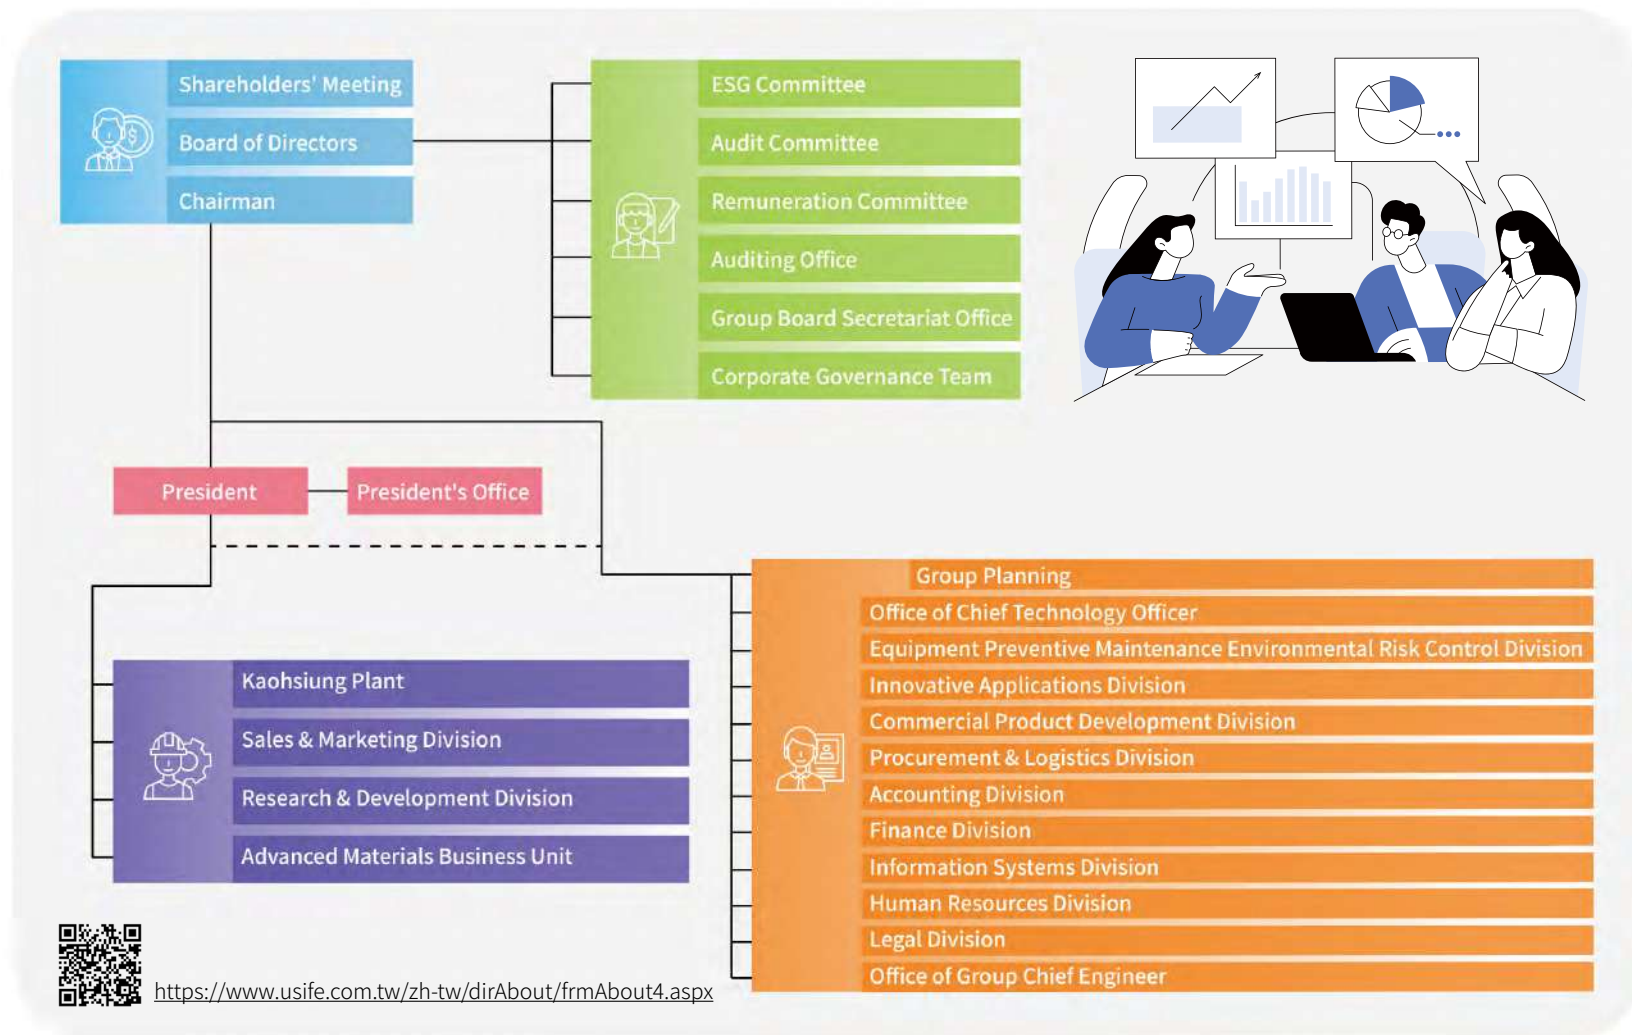 Shareholders' Meeting
Board of Directors
Chairman
ESG Committee
Audit Committee
Remuneration Committee
Auditing Office
Group Board Secretariat Office
Corporate Governance Team
President
President's Office
Kaohsiung Plant
Sales & Marketing Division
Research & Development Division
Advanced Materials Business Unit
Group Planning
Office of Chief Technology Officer
Equipment Preventive Maintenance Environmental Risk Control Division
Innovative Applications Division
Commercial Product Development Division
Procurement & Logistics Division
Accounting Division
Finance Division
Information Systems Division
Human Resources Division
Legal Division
Office of Group Chief Engineer
https://www.usife.com.tw/zh-tw/dirAbout/frmAbout4.aspx